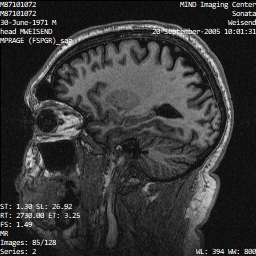 M87101072
M87101072
30-June-1971 M
head MWEISEND
MPRAGE (FSPGR)_sag
MIND Imaging Center
Sonata
Weisend
20 September-2005 10:01:31
ST: 1.30 SL: 26.92
RT: 2730.00 ET: 3.25
FS: 1.49
MR
Images: 85/128
Series: 2
WL: 394 WW: 800